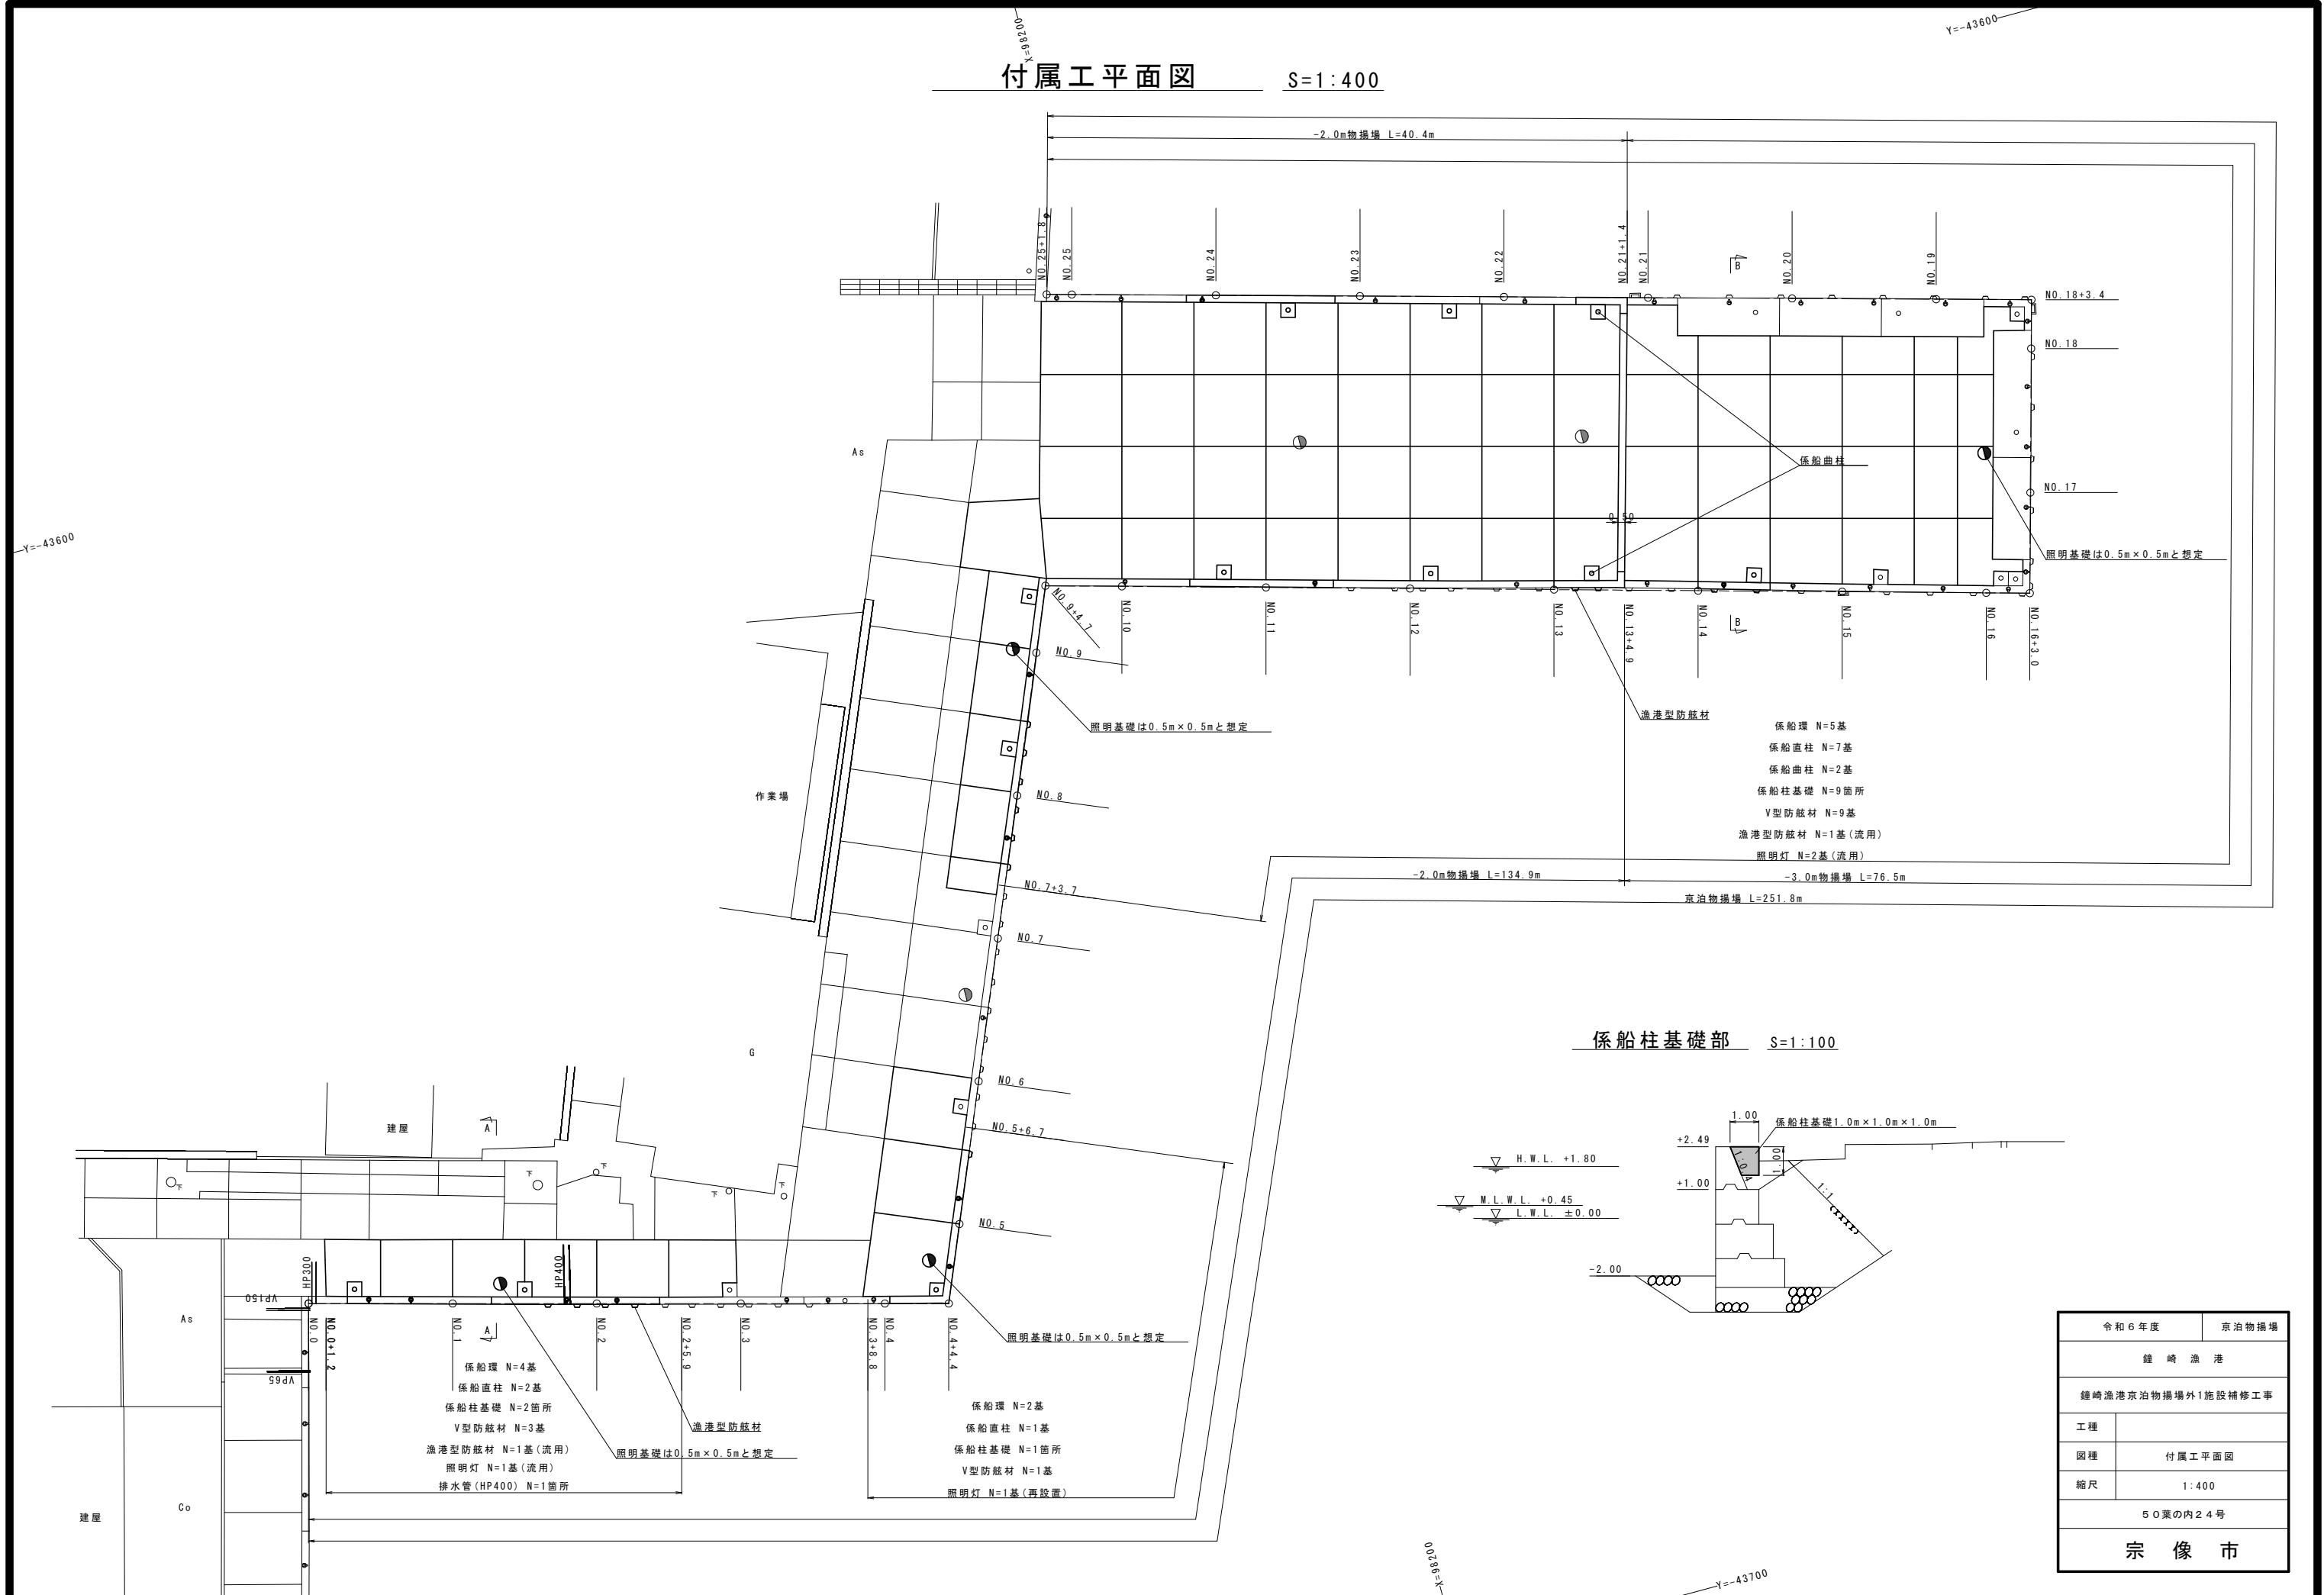 X=98200
Y=-43600
付属工平面図 S=1:400
-2.0m物揚場 L=40.4m
NO.25+1.8
NO.25
NO.24
NO.23
NO.22
NO.21+1.4
NO.21
B
NO.20
NO.19
NO.18+3.4
NO.18
As
係船曲柱
NO.17
0.50
Y=-43600
照明基礎は0.5m×0.5mと想定
NO.9+4.7
NO.10
NO.11
NO.12
NO.13
NO.13+4.9
NO.14
B
NO.15
NO.16
NO.16+3.0
NO.9
照明基礎は0.5m×0.5mと想定
漁港型防舷材
係船環 N=5基
係船直柱 N=7基
係船曲柱 N=2基
係船柱基礎 N=9箇所
V型防舷材 N=9基
漁港型防舷材 N=1基(流用)
照明灯 N=2基(流用)
作業場
NO.8
-2.0m物揚場 L=134.9m
-3.0m物揚場 L=76.5m
京泊物揚場 L=251.8m
NO.7+3.7
NO.7
G
NO.6
NO.5+6.7
NO.5
係船柱基礎部 S=1:100
1.00
係船柱基礎1.0m×1.0m×1.0m
+2.49
1:0.4
1.00
H.W.L. +1.80
+1.00
1:1
M.L.W.L. +0.45
L.W.L. ±0.00
-2.00
建屋
A
下
下
下
下
下
HP300
HP400
VP150
As
VP65
NO.0
NO.0+1.2
NO.1
A
NO.2
NO.2+5.9
NO.3
NO.3+8.8
NO.4
NO.4+4.4
照明基礎は0.5m×0.5mと想定
係船環 N=4基
係船直柱 N=2基
係船柱基礎 N=2箇所
V型防舷材 N=3基
漁港型防舷材 N=1基(流用)
照明灯 N=1基(流用)
排水管(HP400) N=1箇所
漁港型防舷材
照明基礎は0.5m×0.5mと想定
係船環 N=2基
係船直柱 N=1基
係船柱基礎 N=1箇所
V型防舷材 N=1基
照明灯 N=1基(再設置)
Co
建屋
X=98200
Y=-43700
令和6年度 京泊物揚場
鐘崎漁港
鐘崎漁港京泊物揚場外1施設補修工事
工種
図種 付属工平面図
縮尺 1:400
50葉の内24号
宗像市